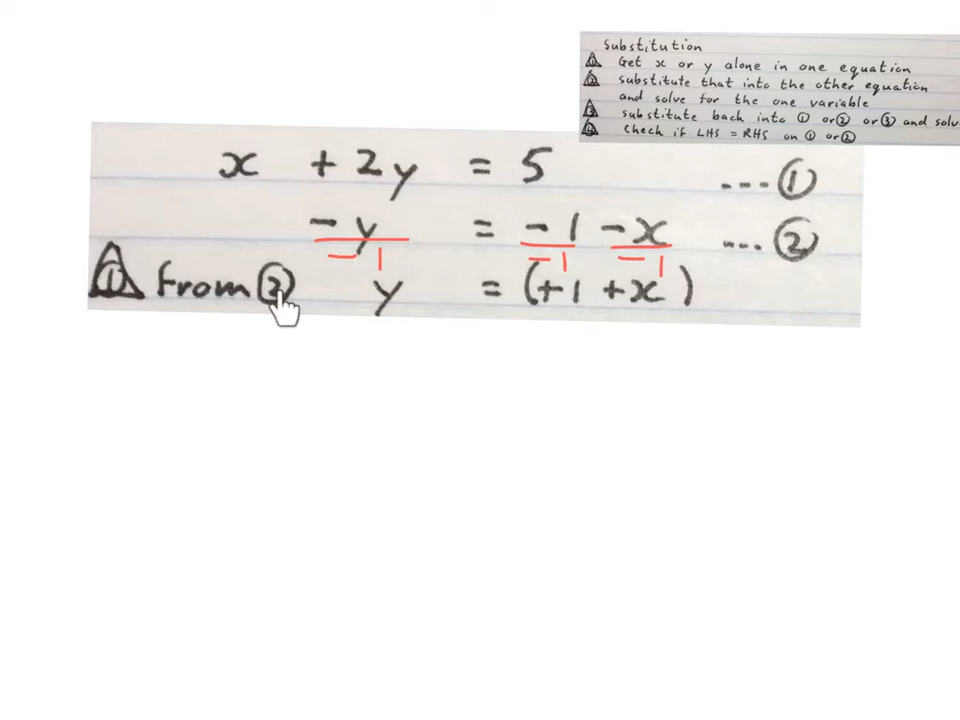 Substitution
① Get x or y alone in one equation
② substitute that into the other equation
and solve for the one variable
③ substitute back into ① or ② or ③ and solv
④ Check if LHS = RHS on ① or ②
x + 2y = 5 ---①
-y = -1 -x ---②
-1 -1 -1
① From ② y = (+1 +x)